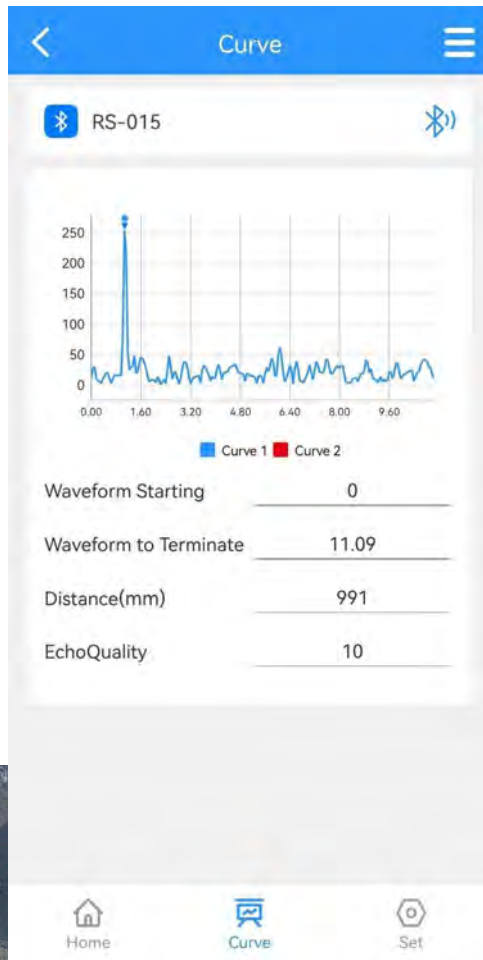 Curve
RS-015
250
200
150
100
50
0
0.00 1.60 3.20 4.80 6.40 8.00 9.60
Curve 1 Curve 2
Waveform Starting 0
Waveform to Terminate 11.09
Distance(mm) 991
EchoQuality 10
Home Curve Set